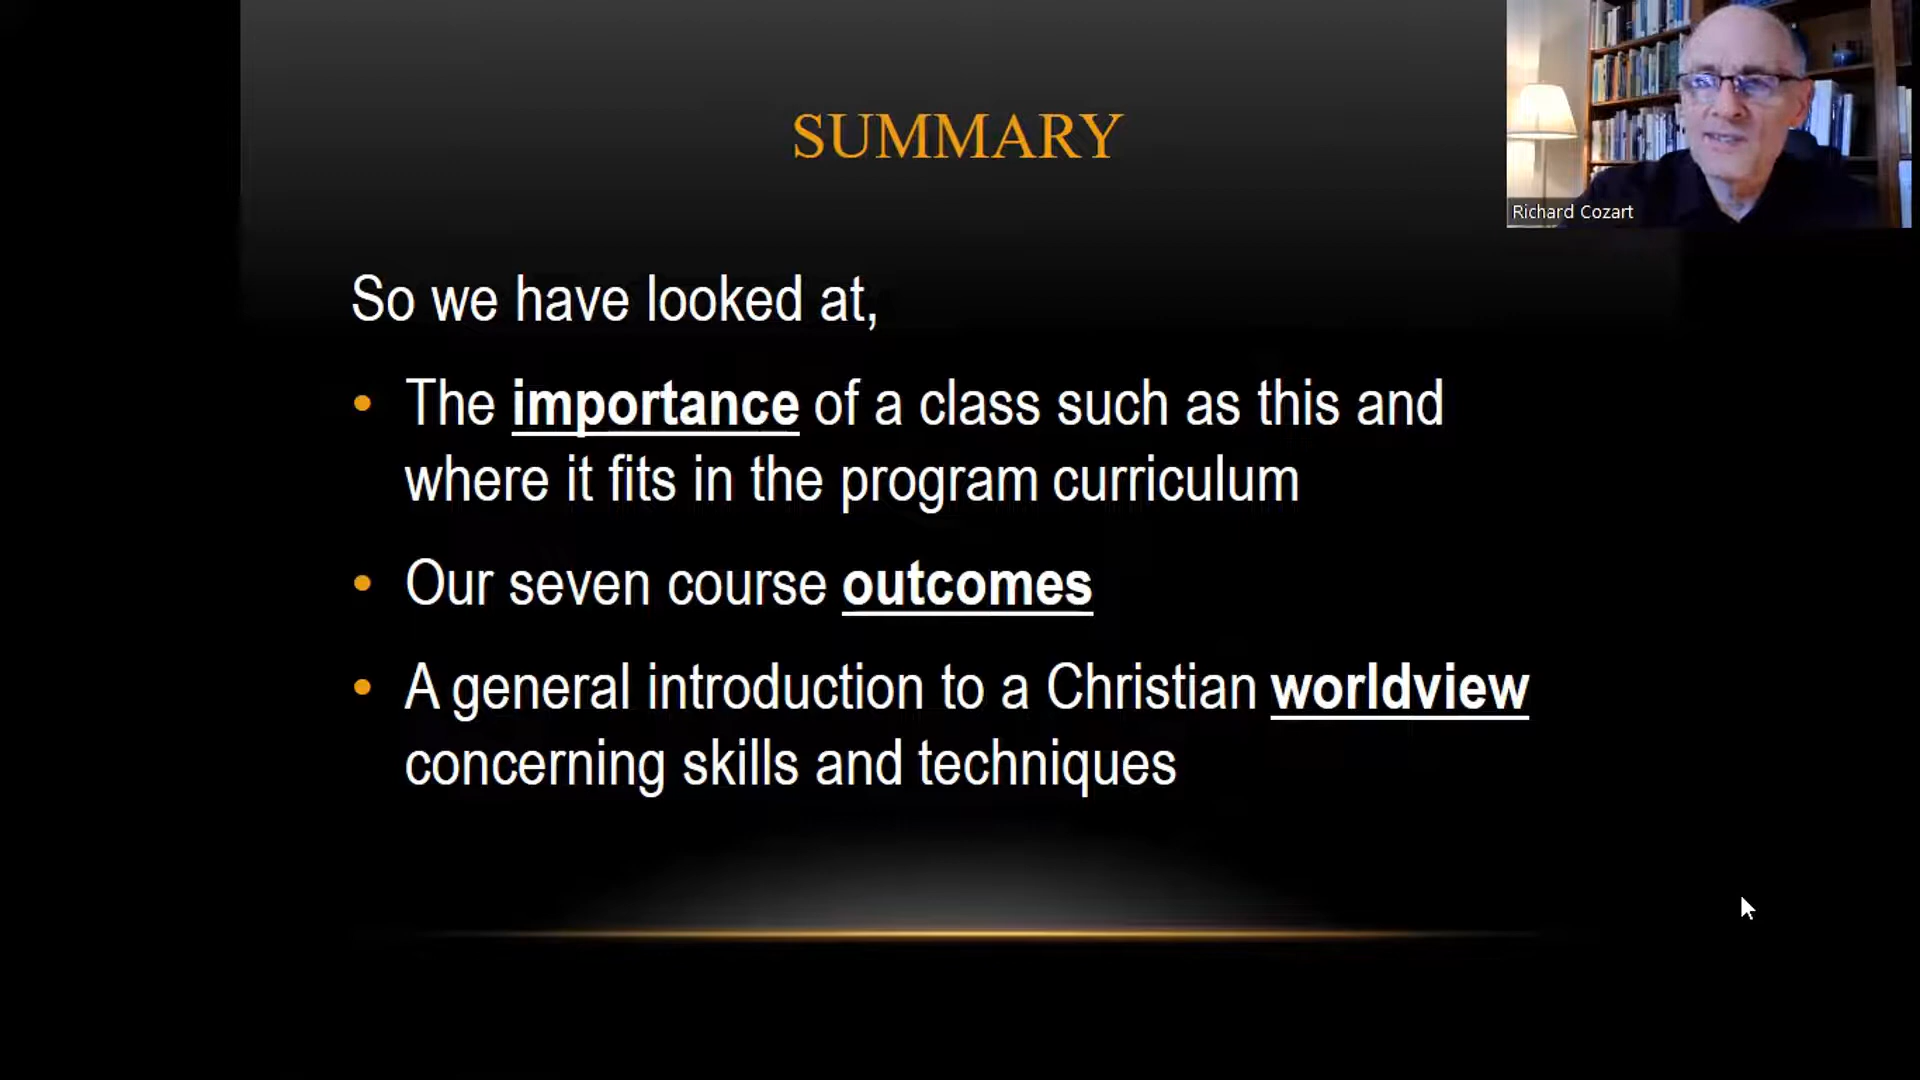 SUMMARY
Richard Cozart
So we have looked at,
• The importance of a class such as this and
where it fits in the program curriculum
• Our seven course outcomes
• A general introduction to a Christian worldview
concerning skills and techniques